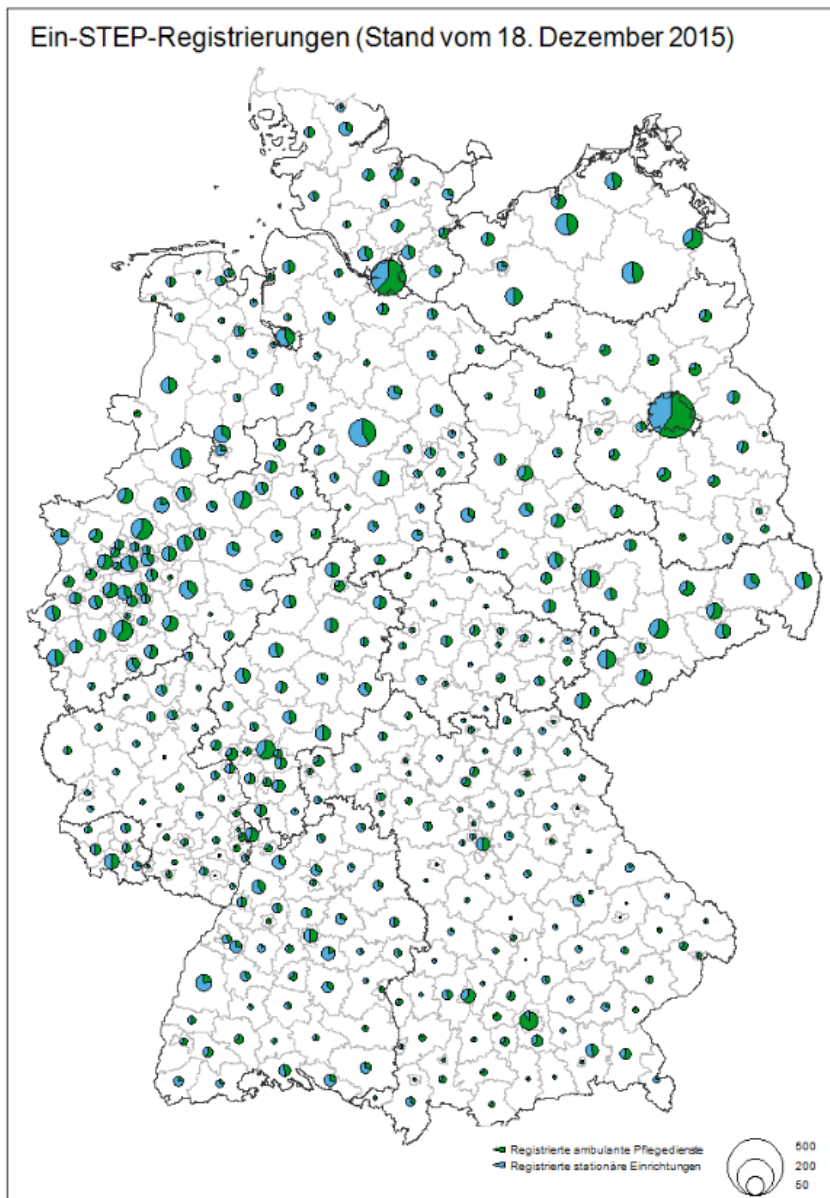 Ein-STEP-Registrierungen (Stand vom 18. Dezember 2015)
Registrierte ambulante Pflegedienste
Registrierte stationäre Einrichtungen
500
200
50